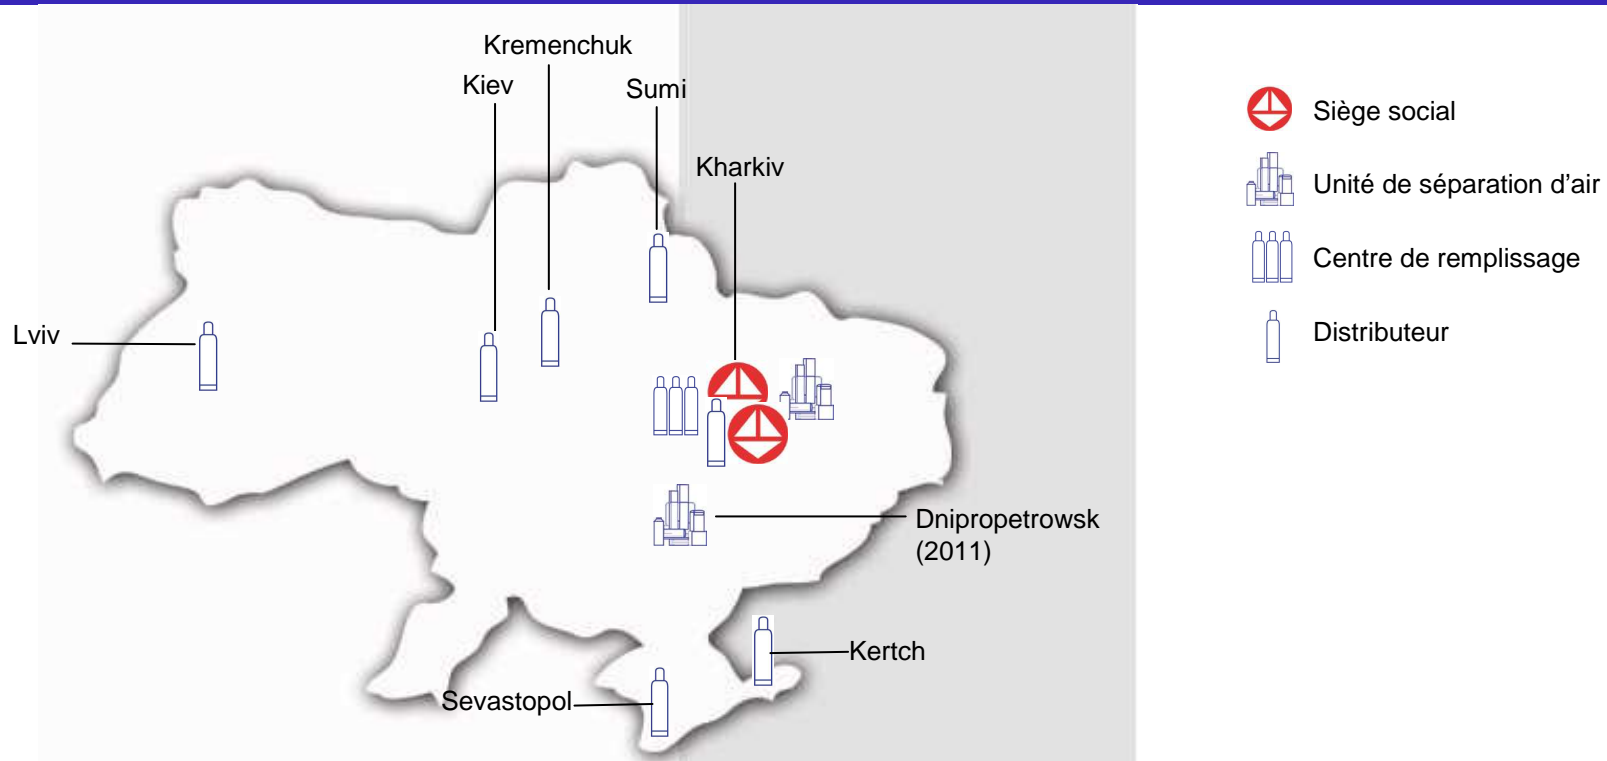 Kremenchuk
Kiev
Sumi
Kharkiv
Lviv
Dnipropetrowsk
(2011)
Kertch
Sevastopol
Siège social
Unité de séparation d’air
Centre de remplissage
Distributeur